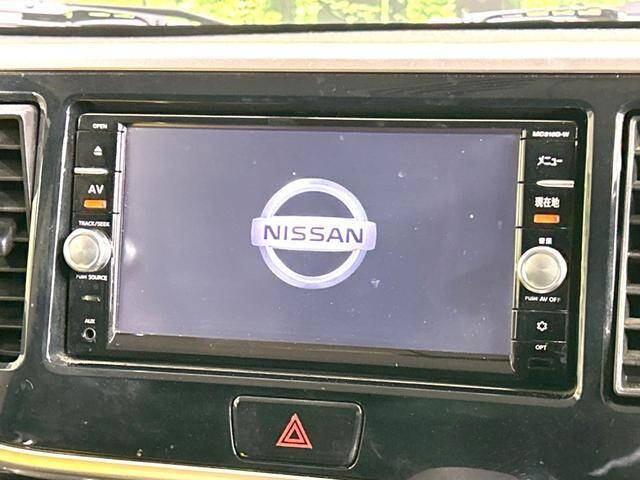 OPEN
MC316D-W
メニュー
AV
現在地
TRACK/SEEK
音量
NISSAN
PUSH SOURCE
PUSH AV OFF
AUX
OPT